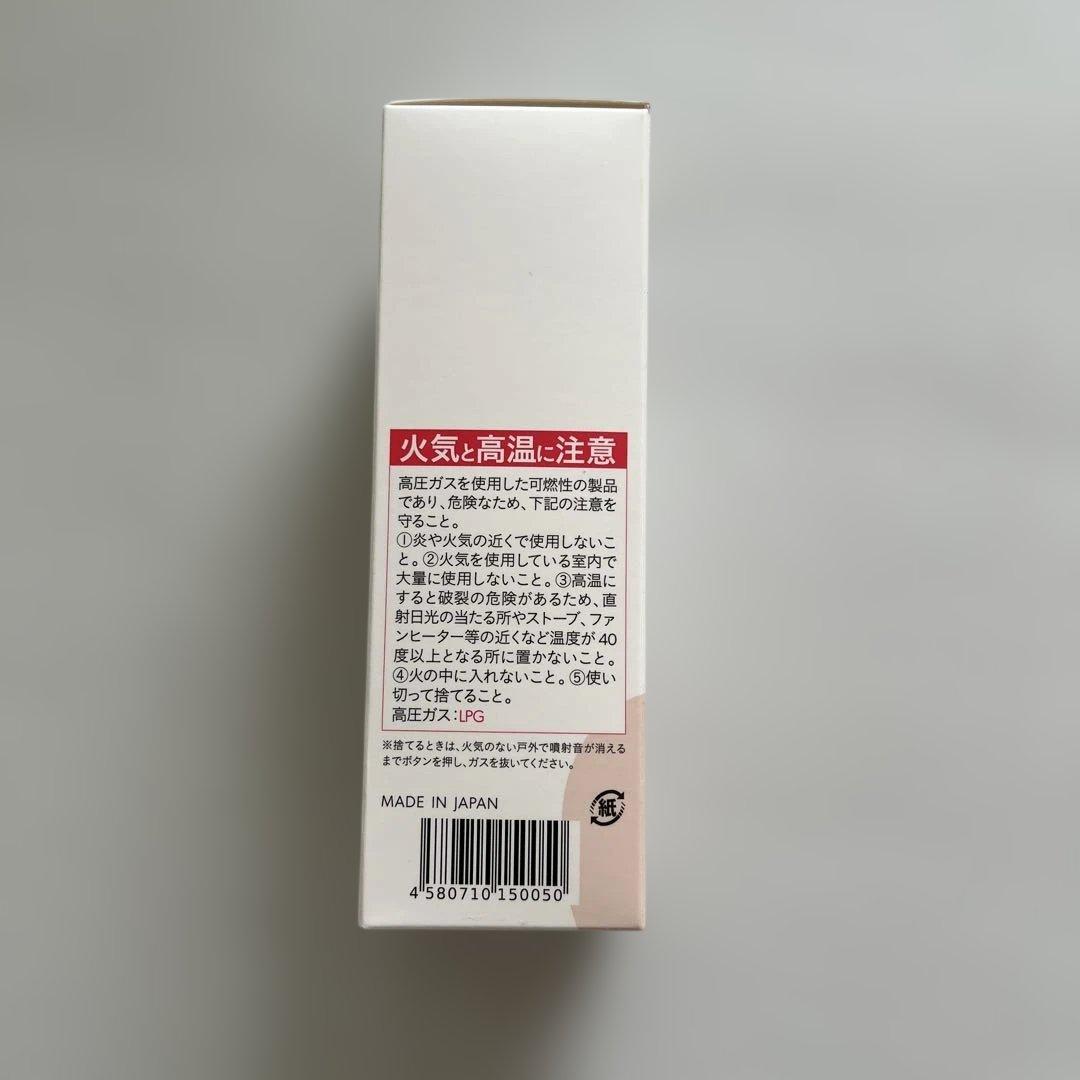 火気と高温に注意
高圧ガスを使用した可燃性の製品
であり、危険なため、下記の注意を
守ること。
①炎や火気の近くで使用しないこ
と。②火気を使用している室内で
大量に使用しないこと。③高温に
すると破裂の危険があるため、直
射日光の当たる所やストーブ、ファ
ンヒーター等の近くなど温度が40
度以上となる所に置かないこと。
④火の中に入れないこと。⑤使い
切って捨てること。
高圧ガス：LPG
※捨てるときは、火気のない戸外で噴射音が消える
までボタンを押し、ガスを抜いてください。
MADE IN JAPAN
紙
4 580710 150050